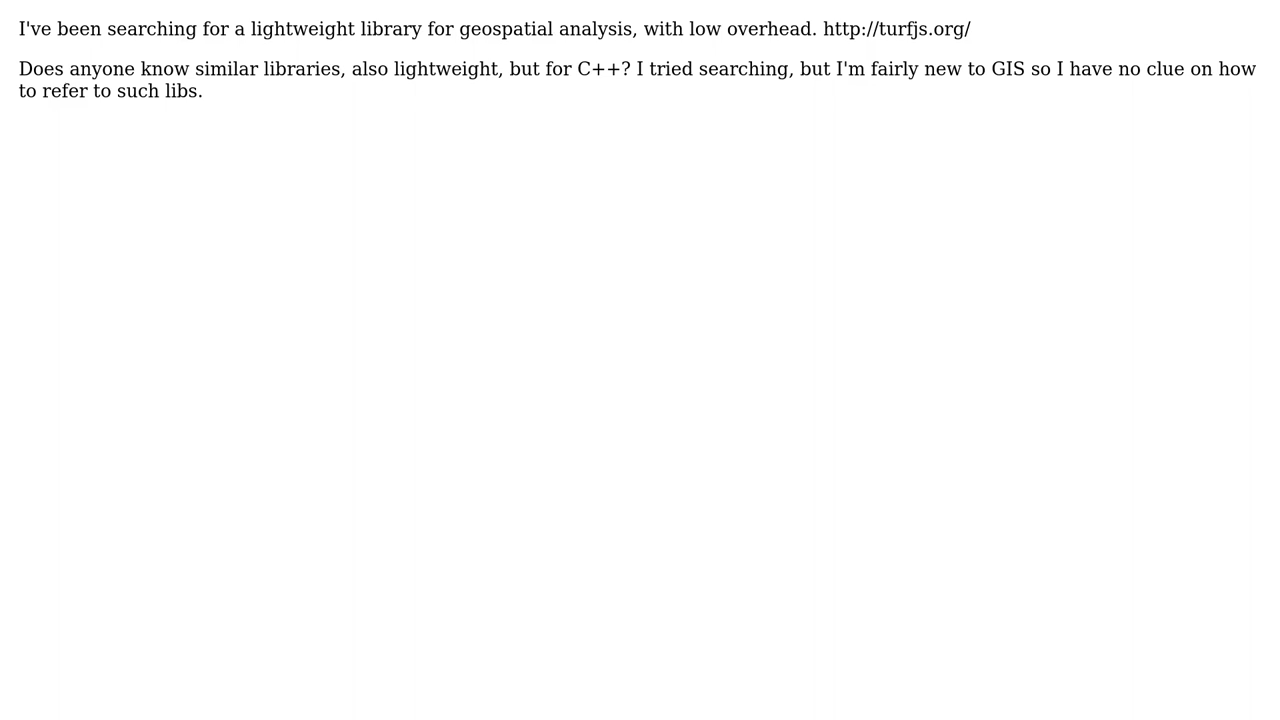 I've been searching for a lightweight library for geospatial analysis, with low overhead. http://turfjs.org/
Does anyone know similar libraries, also lightweight, but for C++? I tried searching, but I'm fairly new to GIS so I have no clue on how
to refer to such libs.